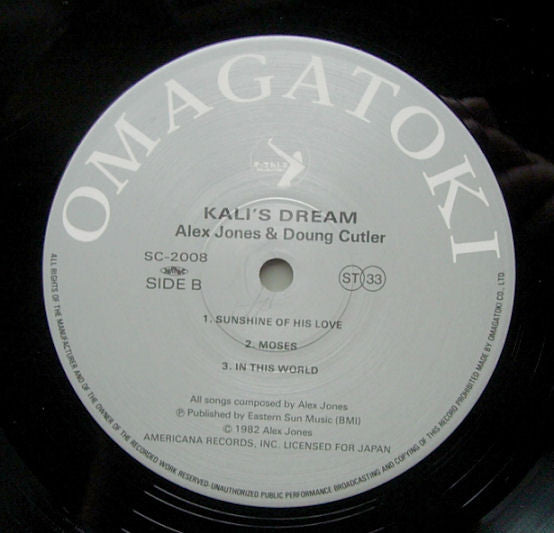 OMAGATOKI
KALI'S DREAM
Alex Jones & Doung Cutler
SC-2008
SIDE B
ST 33
1. SUNSHINE OF HIS LOVE
2. MOSES
3. IN THIS WORLD
All songs composed by Alex Jones
Ⓟ Published by Eastern Sun Music (BMI)
© 1982 Alex Jones
AMERICANA RECORDS, INC. LICENSED FOR JAPAN
ALL RIGHTS OF THE MANUFACTURER AND OF THE OWNER OF THE RECORDED WORK RESERVED·UNAUTHORIZED PUBLIC PERFORMANCE BROADCASTING AND COPYING OF THIS RECORD PROHIBITED MADE BY OMAGATOKI CO., LTD.